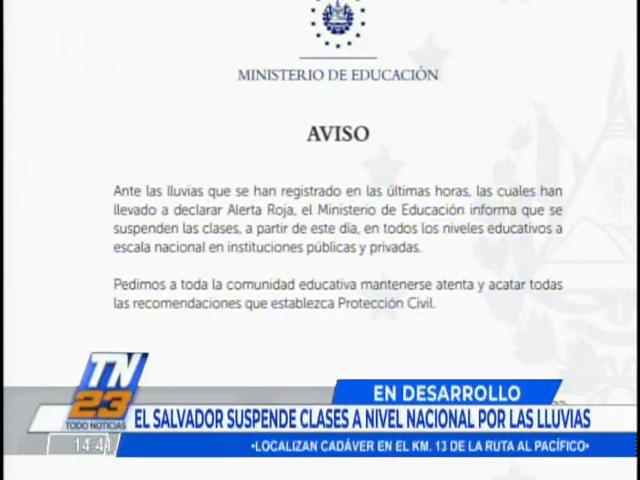 MINISTERIO DE EDUCACIÓN
AVISO
Ante las lluvias que se han registrado en las últimas horas, las cuales han
llevado a declarar Alerta Roja, el Ministerio de Educación informa que se
suspenden las clases, a partir de este día, en todos los niveles educativos a
escala nacional en instituciones públicas y privadas.
Pedimos a toda la comunidad educativa mantenerse atenta y acatar todas
las recomendaciones que establezca Protección Civil.
EN DESARROLLO
TN
23
TODO NOTICIAS
EL SALVADOR SUSPENDE CLASES A NIVEL NACIONAL POR LAS LLUVIAS
14:41
•LOCALIZAN CADÁVER EN EL KM. 13 DE LA RUTA AL PACÍFICO•